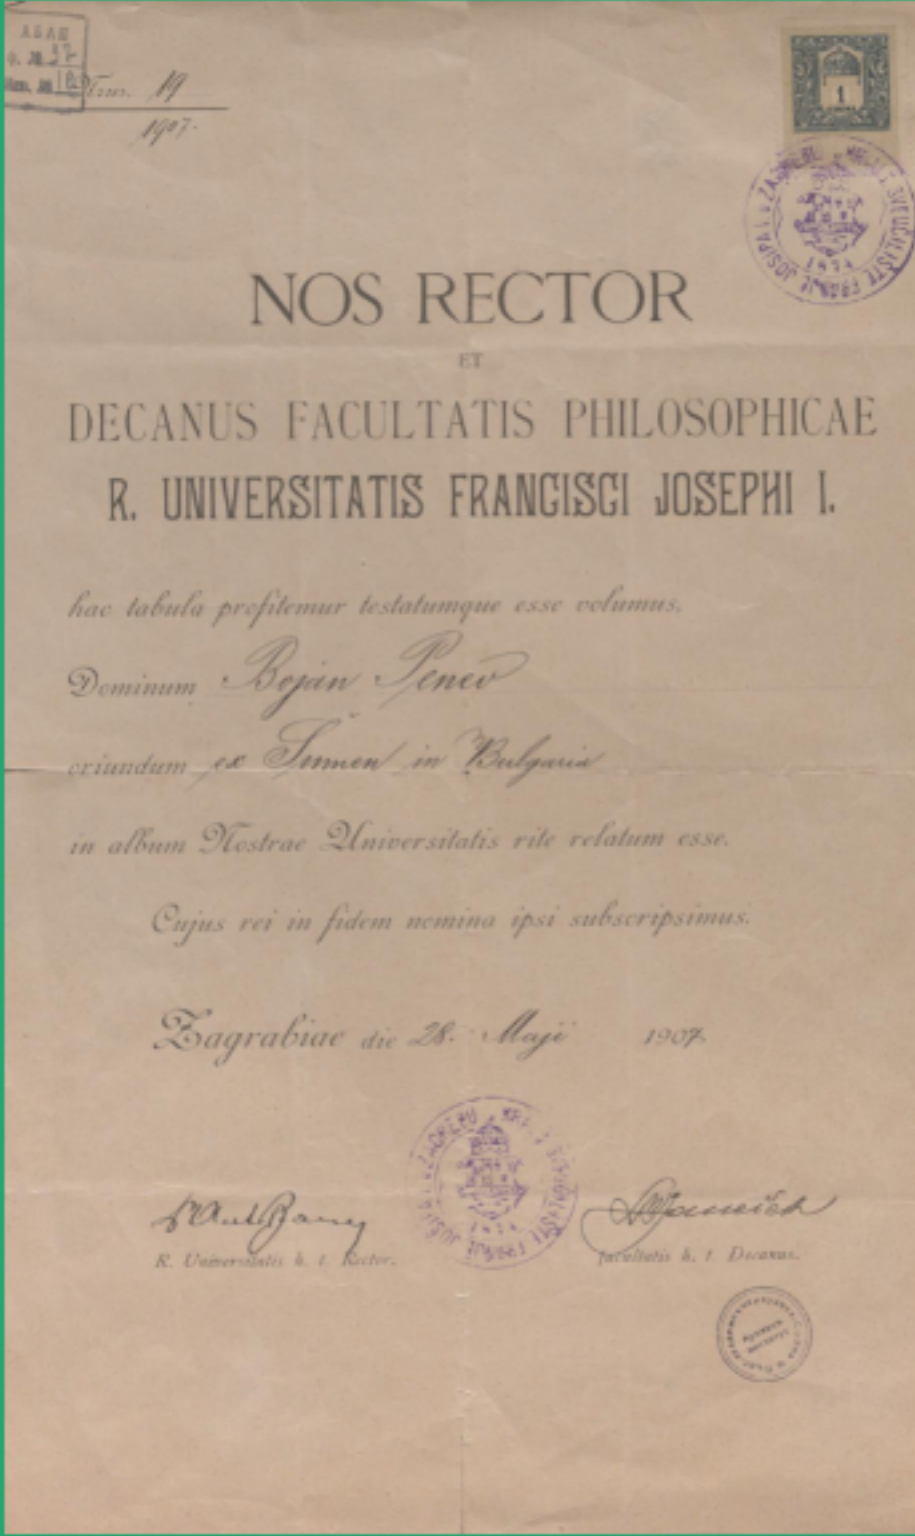 19
1907.
1
NOS RECTOR
ET
DECANUS FACULTATIS PHILOSOPHICAE
R. UNIVERSITATIS FRANCISCI JOSEPHI I.
hac tabula profitemur testatumque esse volumus,
Dominum Bojan Penev
oriundum ex Šumen in Bulgaria
in album Nostrae Universitatis rite relatum esse.
Cujus rei in fidem nomina ipsi subscripsimus.
Zagrabiae die 28. Maji 1907.
R. Universitatis h. t. Rector.
facultatis h. t. Decanus.